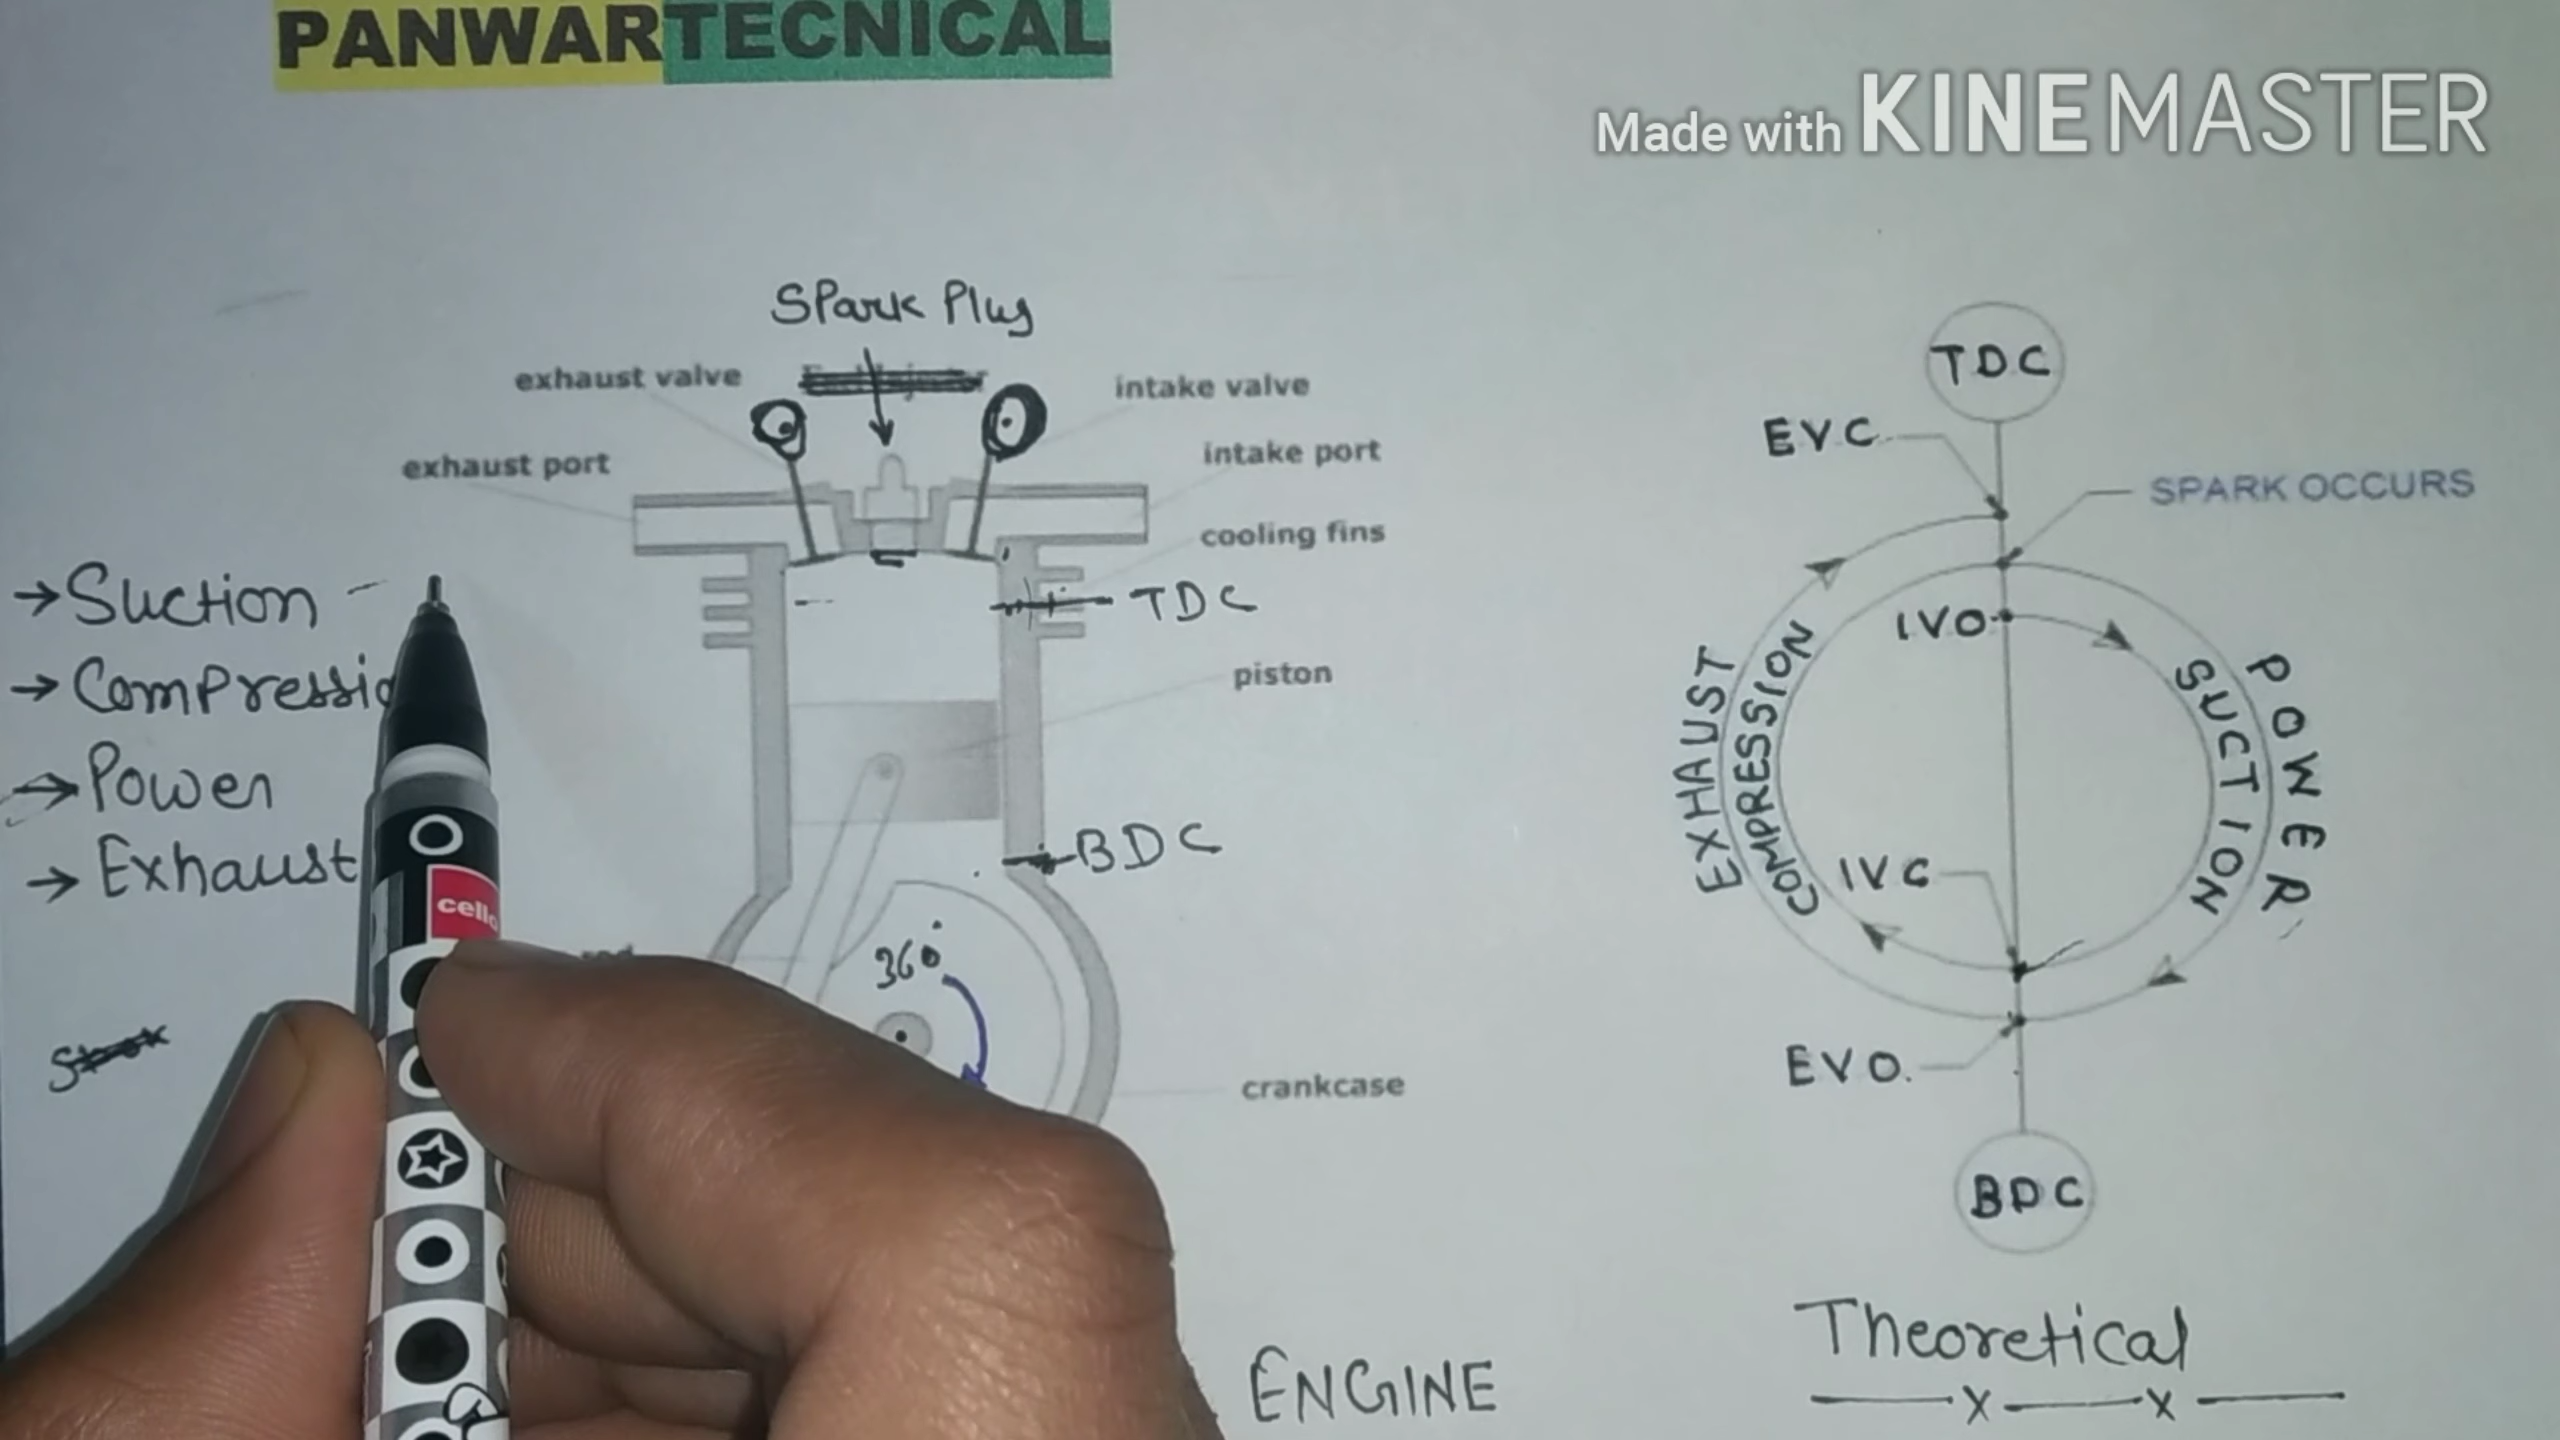 PANWARTECNICAL
Made with KINEMASTER
SPark Plug
exhaust valve
intake valve
exhaust port
intake port
cooling fins
→ Suction -
TDC
→ Compressio
piston
→ Power
→ Exhaust
BDC
360°
crankcase
ENGINE
cello
TDC
EVC
SPARK OCCURS
IVO
EXHAUST
COMPRESSION
SUCTION
POWER
IVC
EVO.
BDC
Theoretical
—x—x—